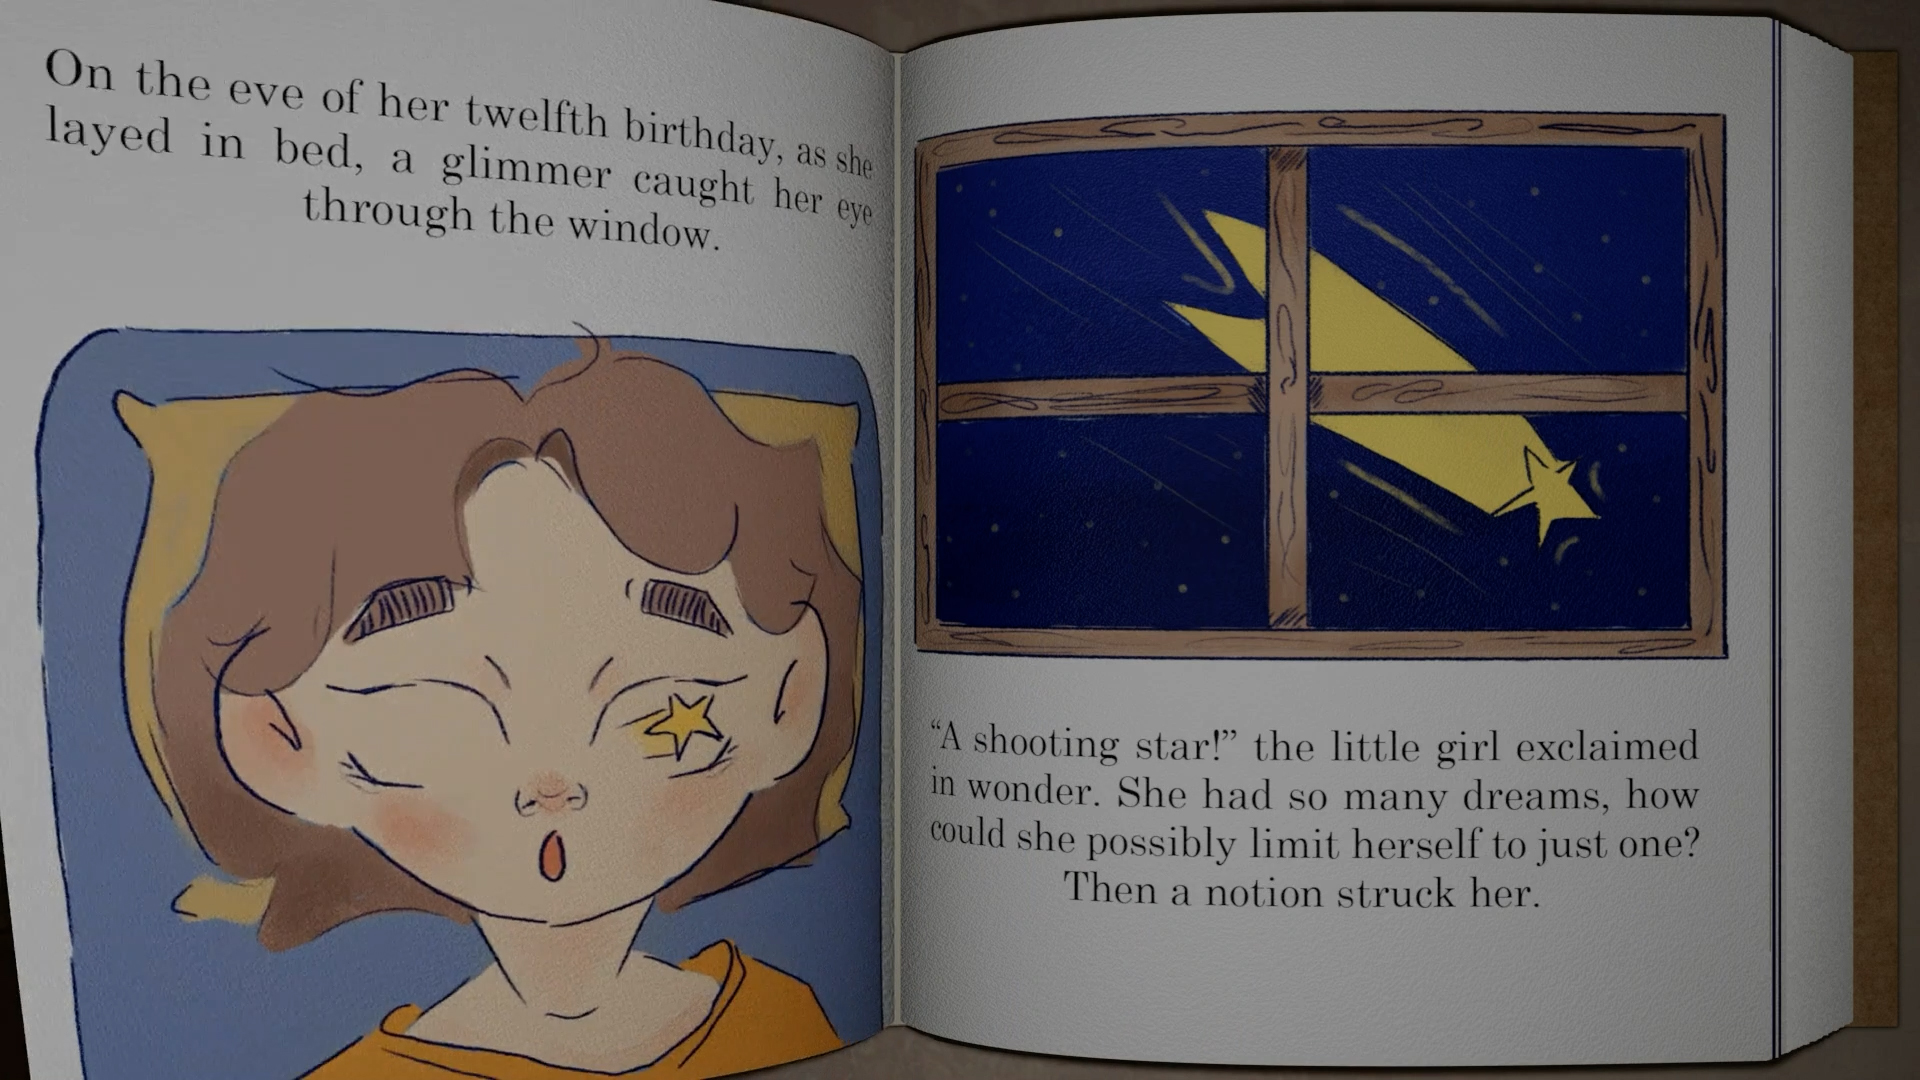 On the eve of her twelfth birthday, as she
layed in bed, a glimmer caught her eye
through the window.
“A shooting star!” the little girl exclaimed
in wonder. She had so many dreams, how
could she possibly limit herself to just one?
Then a notion struck her.